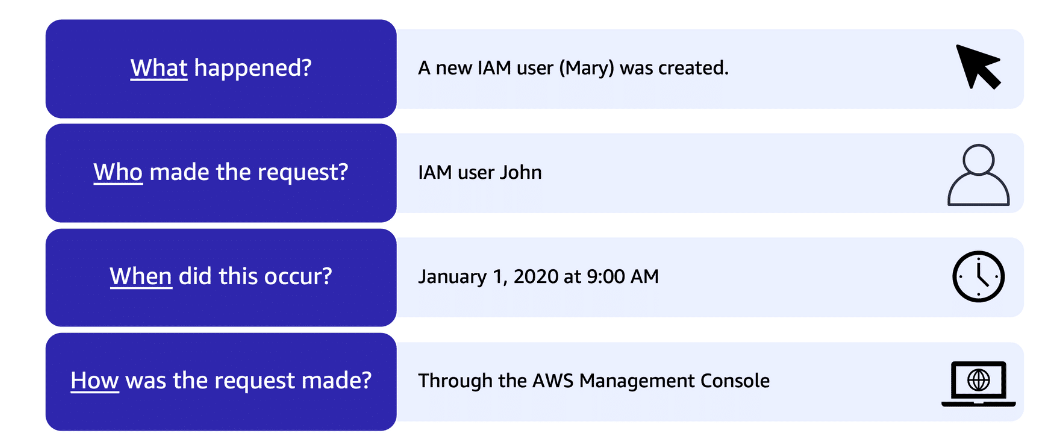 What happened?
A new IAM user (Mary) was created.
Who made the request?
IAM user John
When did this occur?
January 1, 2020 at 9:00 AM
How was the request made?
Through the AWS Management Console